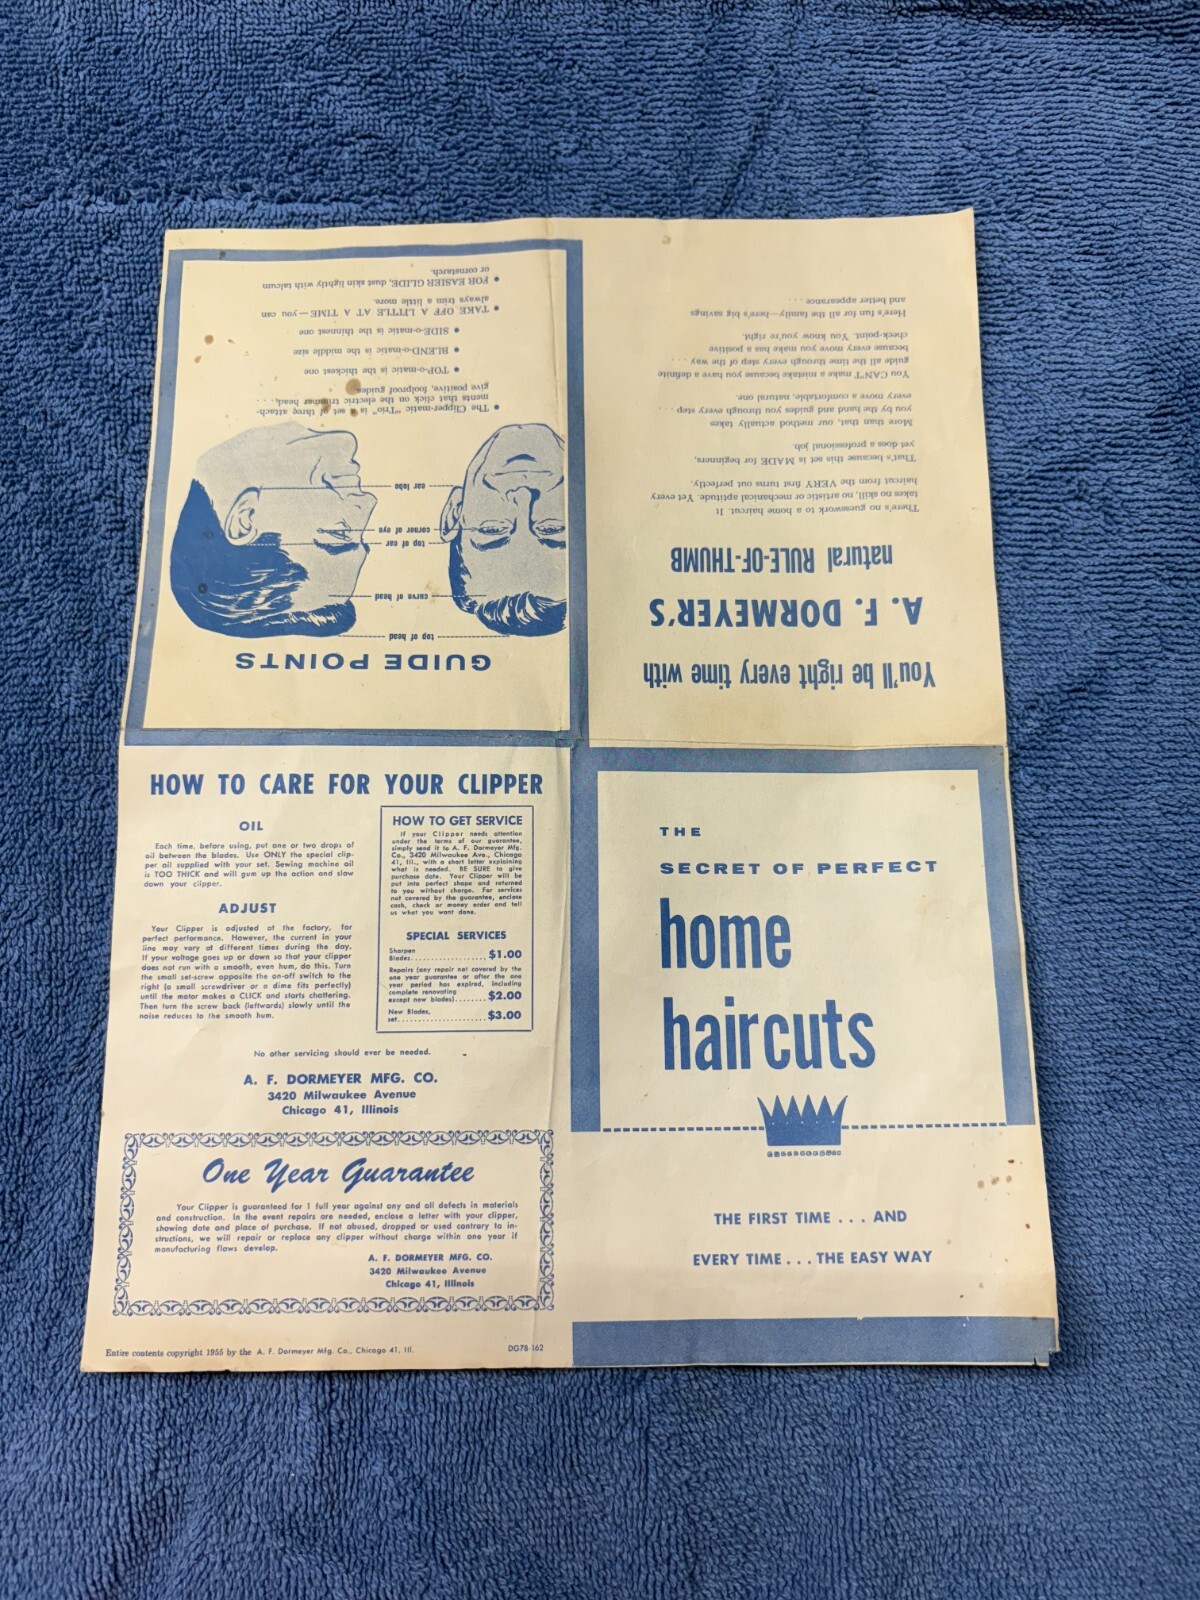 THE
SECRET OF PERFECT
home
haircuts
THE FIRST TIME . . . AND
EVERY TIME . . . THE EASY WAY
HOW TO CARE FOR YOUR CLIPPER
OIL
Each time, before using, put one or two drops of
oil between the blades. Use ONLY the special clip-
per oil supplied with your set. Sewing machine oil
is TOO THICK and will gum up the action and slow
down your clipper.
ADJUST
Your Clipper is adjusted at the factory, for
perfect performance. However, the current in your
line may vary at different times during the day.
If your voltage goes up or down so that your clipper
does not run with a smooth, even hum, do this. Turn
the small set-screw opposite the on-off switch to the
right (a small screwdriver or a dime fits perfectly)
until the motor makes a CLICK and starts chattering.
Then turn the screw back (leftwards) slowly until the
noise reduces to the smooth hum.
HOW TO GET SERVICE
If your Clipper needs attention
under the terms of our guarantee,
simply send it to A. F. Dormeyer Mfg.
Co., 3420 Milwaukee Ave., Chicago
41, Ill., with a short letter explaining
what is needed. BE SURE to give
purchase date. Your Clipper will be
put into perfect shape and returned
to you without charge. For services
not covered by the guarantee, enclose
cash, check or money order and tell
us what you want done.
SPECIAL SERVICES
Sharpen
Blades.....................$1.00
Repairs (any repair not covered by the
one year guarantee or after the one
year period has expired, including
complete renovating
except new blades)........$2.00
New Blades,
set........................$3.00
No other servicing should ever be needed.
A. F. DORMEYER MFG. CO.
3420 Milwaukee Avenue
Chicago 41, Illinois
One Year Guarantee
Your Clipper is guaranteed for 1 full year against any and all defects in materials
and construction. In the event repairs are needed, enclose a letter with your clipper,
showing date and place of purchase. If not abused, dropped or used contrary to in-
structions, we will repair or replace any clipper without charge within one year if
manufacturing flaws develop.
A. F. DORMEYER MFG. CO.
3420 Milwaukee Avenue
Chicago 41, Illinois
Entire contents copyright 1955 by the A. F. Dormeyer Mfg. Co., Chicago 41, Ill.
DG78-162
You'll be right every time with
A. F. DORMEYER'S
natural RULE-OF-THUMB
There's no guesswork to a home haircut. It
takes no skill, no artistic or mechanical aptitude. Yet every
haircut from the VERY first turns out perfectly.
That's because this set is MADE for beginners,
yet does a professional job.
More than that, our method actually takes
you by the hand and guides you through every step . . .
every move a comfortable, natural one.
You CAN'T make a mistake because you have a definite
guide all the time through every step of the way . . .
because every move you make has a positive
check-point. You know you're right.
Here's fun for all the family—here's big savings
and better appearance . . .
GUIDE POINTS
top of head
curve of head
top of ear
corner of eye
ear lobe
• The Clipper-matic "Trio" is a set of three attach-
ments that click on the electric trimmer head, . . .
give positive, foolproof guides.
• TOP-o-matic is the thickest one
• BLEND-o-matic is the middle size
• SIDE-o-matic is the thinnest one
• TAKE OFF A LITTLE AT A TIME—you can
always trim a little more.
• FOR EASIER GLIDE, dust skin lightly with talcum
or cornstarch.